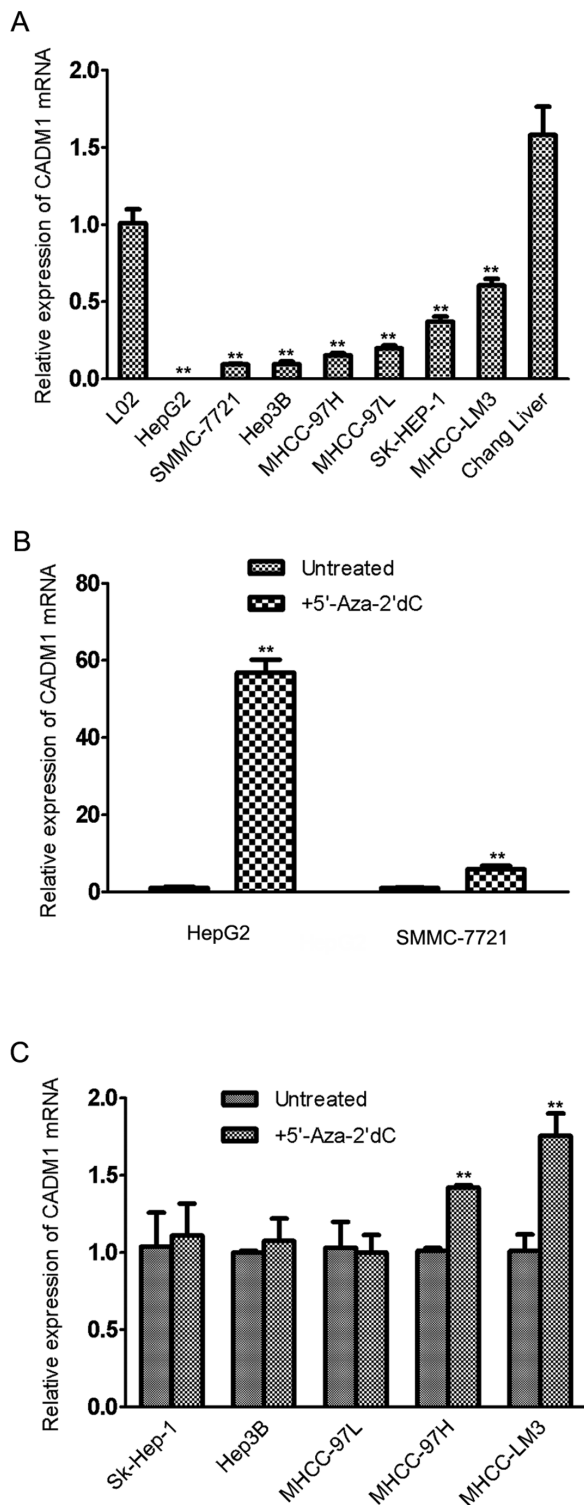 A
Relative expression of CADM1 mRNA
2.0
1.5
1.0
0.5
0.0
**
**
**
**
**
**
**
L02
HepG2
SMMC-7721
Hep3B
MHCC-97H
MHCC-97L
SK-HEP-1
MHCC-LM3
Chang Liver
B
Relative expression of CADM1 mRNA
Untreated
+5'-Aza-2'dC
80
60
40
20
0
**
**
HepG2
SMMC-7721
C
Relative expression of CADM1 mRNA
Untreated
+5'-Aza-2'dC
2.0
1.5
1.0
0.5
0.0
**
**
Sk-Hep-1
Hep3B
MHCC-97L
MHCC-97H
MHCC-LM3